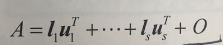 A = l₁u₁ᵀ + ⋯ + lₛuₛᵀ + O